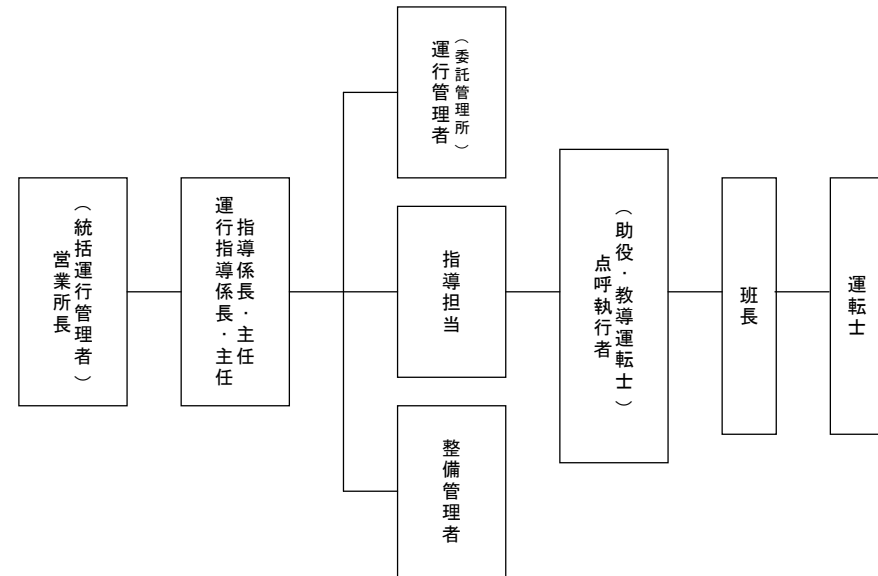 営業所長
（統括運行管理者）
運行指導係長・主任
指導係長・主任
運行管理者
（委託管理所）
指導担当
整備管理者
点呼執行者
（助役・教導運転士）
班長
運転士